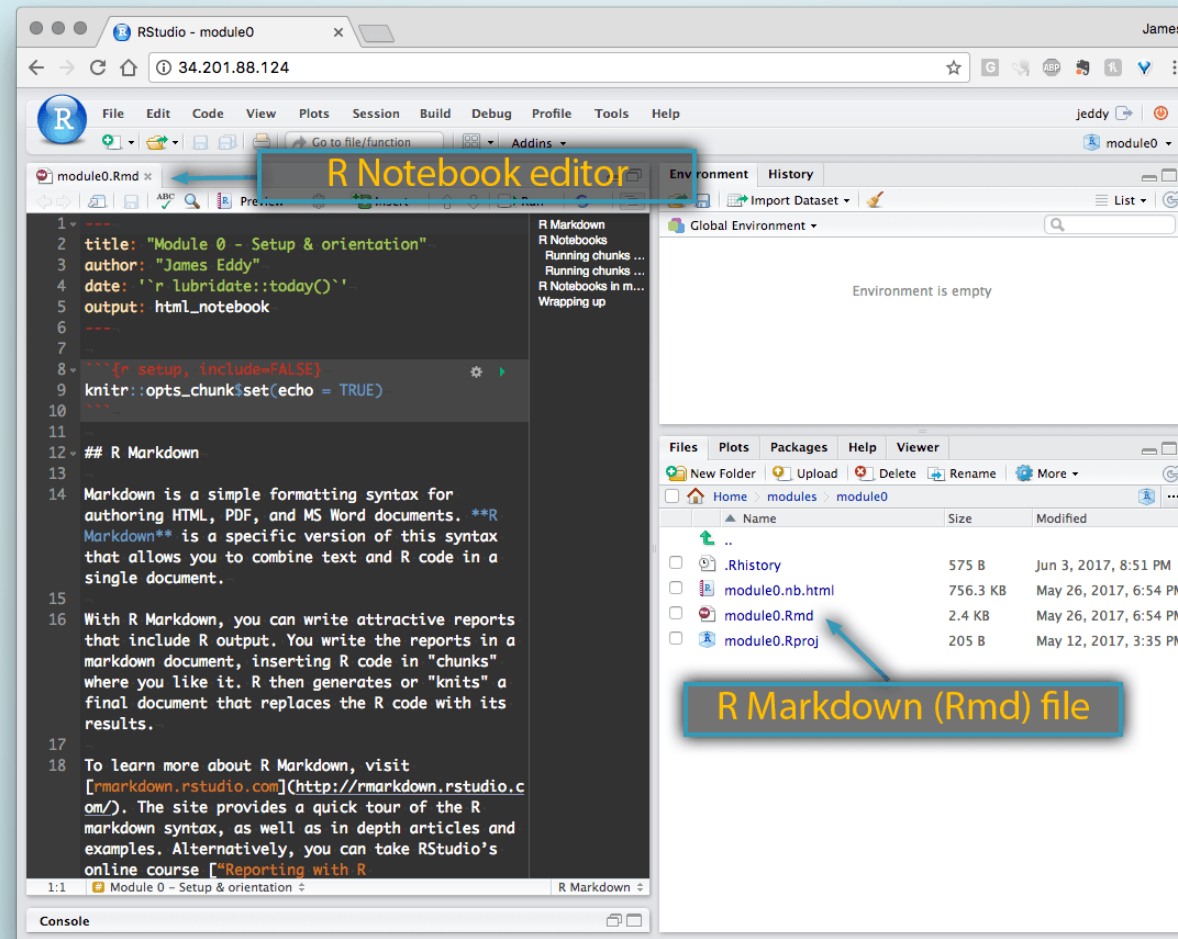 RStudio - module0
James
34.201.88.124
File Edit Code View Plots Session Build Debug Profile Tools Help
jeddy
Go to file/function
Addins
module0
R Notebook editor
module0.Rmd
ABC
Run
R Markdown
R Notebooks
Running chunks ...
Running chunks ...
R Notebooks in m...
Wrapping up
1 ---
2 title: "Module 0 - Setup & orientation"
3 author: "James Eddy"
4 date: '`r lubridate::today()`'
5 output: html_notebook
6 ---
7
8 ```{r setup, include=FALSE}
9 knitr::opts_chunk$set(echo = TRUE)
10 ```
11
12 ## R Markdown
13
14 Markdown is a simple formatting syntax for
authoring HTML, PDF, and MS Word documents. **R
Markdown** is a specific version of this syntax
that allows you to combine text and R code in a
single document.
15
16 With R Markdown, you can write attractive reports
that include R output. You write the reports in a
markdown document, inserting R code in "chunks"
where you like it. R then generates or "knits" a
final document that replaces the R code with its
results.
17
18 To learn more about R Markdown, visit
[rmarkdown.rstudio.com](http://rmarkdown.rstudio.c
om/). The site provides a quick tour of the R
markdown syntax, as well as in depth articles and
examples. Alternatively, you can take RStudio's
online course ["Reporting with R
1:1 Module 0 - Setup & orientation R Markdown
Console
Environment History
Import Dataset List
Global Environment
Environment is empty
Files Plots Packages Help Viewer
New Folder Upload Delete Rename More
Home modules module0
Name Size Modified
..
.Rhistory 575 B Jun 3, 2017, 8:51 PM
module0.nb.html 756.3 KB May 26, 2017, 6:54 PM
module0.Rmd 2.4 KB May 26, 2017, 6:54 PM
module0.Rproj 205 B May 12, 2017, 3:35 PM
R Markdown (Rmd) file